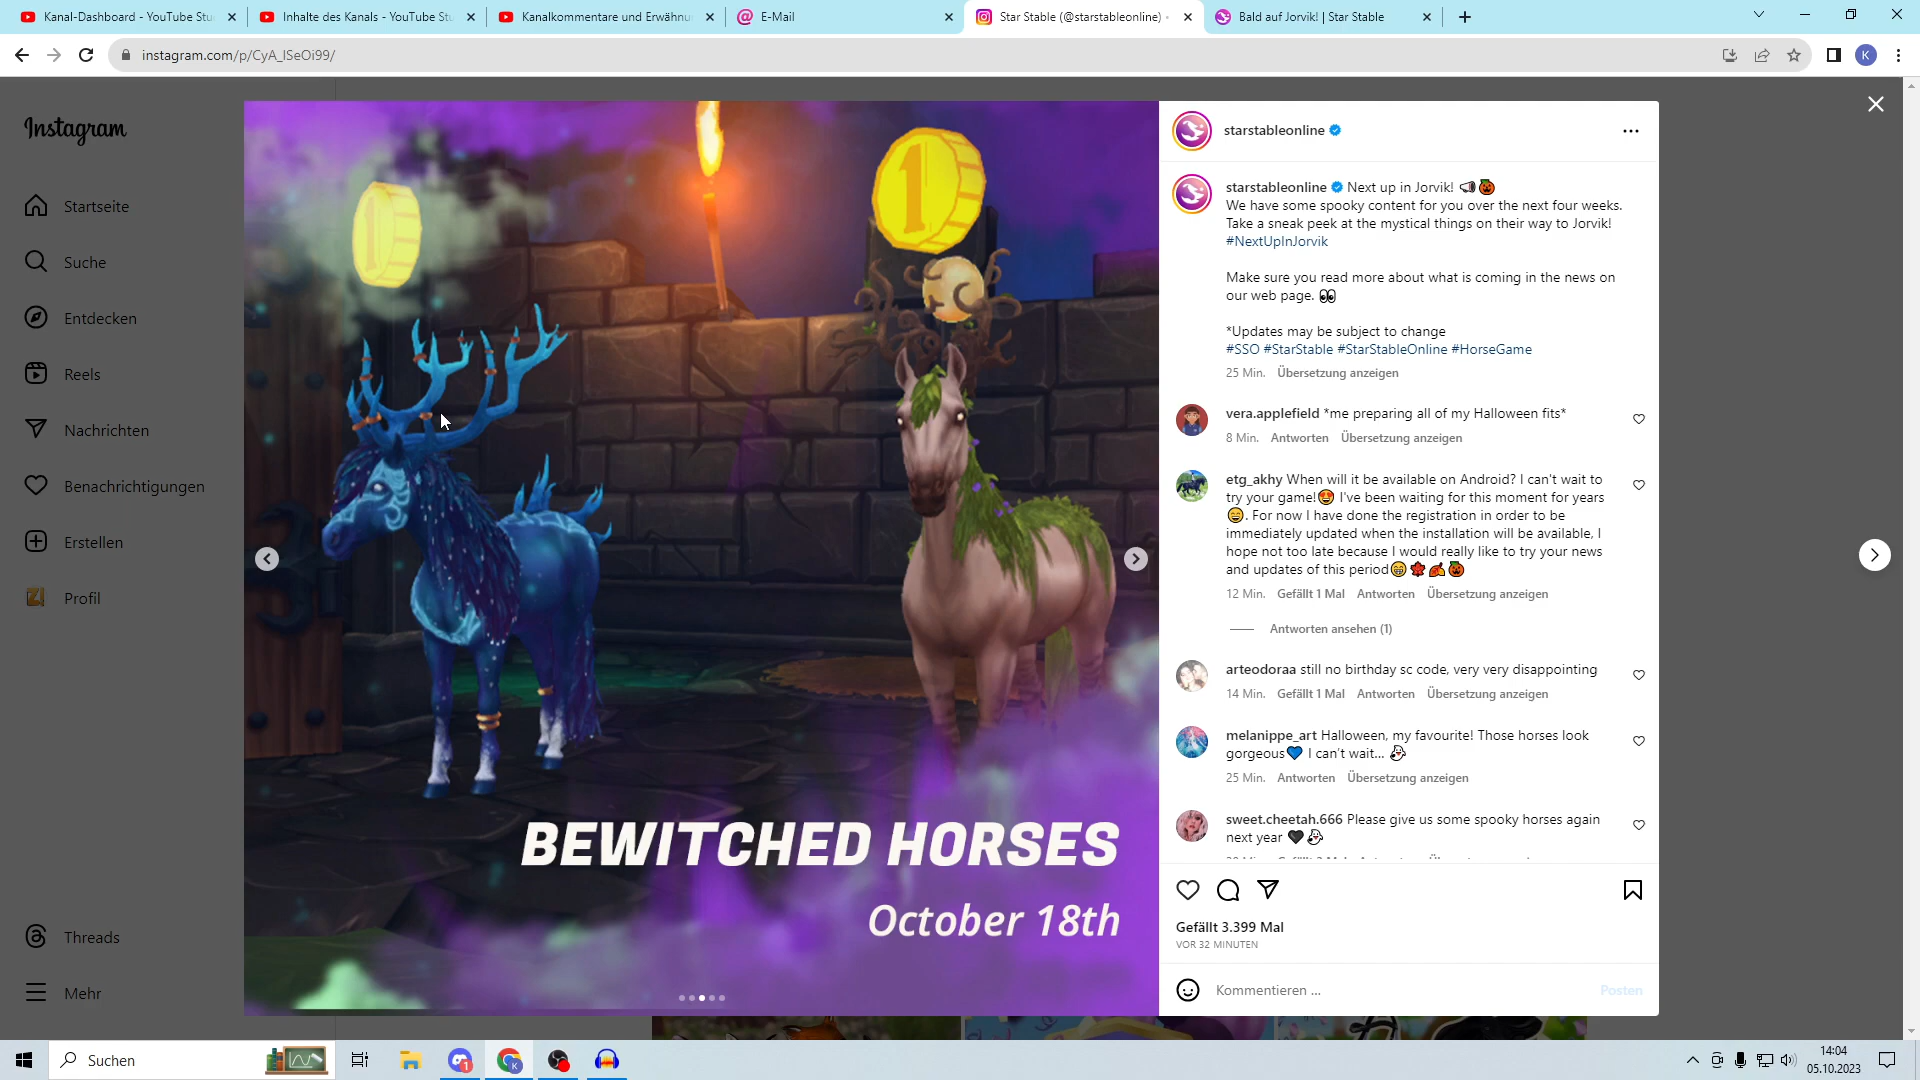 Kanal-Dashboard - YouTube Stu
Inhalte des Kanals - YouTube Stu
Kanalkommentare und Erwähnu
E-Mail
Star Stable (@starstableonline) •
Bald auf Jorvik! | Star Stable
instagram.com/p/CyA_lSeOi99/
K
Instagram
Startseite
Suche
Entdecken
Reels
Nachrichten
Benachrichtigungen
Erstellen
Profil
Threads
Mehr
1
1
BEWITCHED HORSES
October 18th
starstableonline
starstableonline Next up in Jorvik!
We have some spooky content for you over the next four weeks.
Take a sneak peek at the mystical things on their way to Jorvik!
#NextUpInJorvik
Make sure you read more about what is coming in the news on
our web page.
*Updates may be subject to change
#SSO #StarStable #StarStableOnline #HorseGame
25 Min. Übersetzung anzeigen
vera.applefield *me preparing all of my Halloween fits*
8 Min. Antworten Übersetzung anzeigen
etg_akhy When will it be available on Android? I can't wait to
try your game! I've been waiting for this moment for years
. For now I have done the registration in order to be
immediately updated when the installation will be available, I
hope not too late because I would really like to try your news
and updates of this period
12 Min. Gefällt 1 Mal Antworten Übersetzung anzeigen
Antworten ansehen (1)
arteodoraa still no birthday sc code, very very disappointing
14 Min. Gefällt 1 Mal Antworten Übersetzung anzeigen
melanippe_art Halloween, my favourite! Those horses look
gorgeous I can't wait...
25 Min. Antworten Übersetzung anzeigen
sweet.cheetah.666 Please give us some spooky horses again
next year
Gefällt 3.399 Mal
VOR 32 MINUTEN
Kommentieren ...
Posten
Suchen
1
K
14:04
05.10.2023